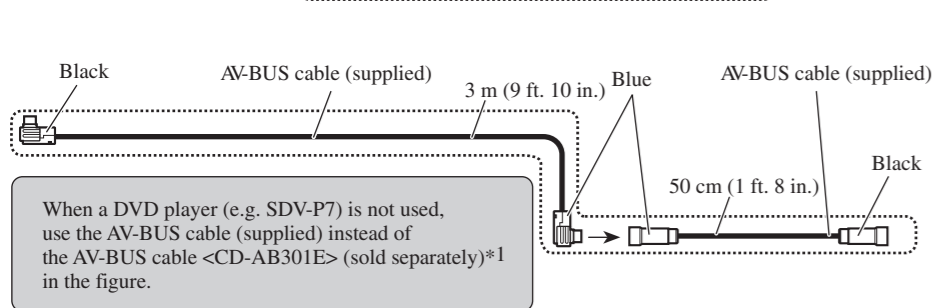 Black
AV-BUS cable (supplied)
3 m (9 ft. 10 in.)
Blue
AV-BUS cable (supplied)
Black
50 cm (1 ft. 8 in.)
When a DVD player (e.g. SDV-P7) is not used,
use the AV-BUS cable (supplied) instead of
the AV-BUS cable <CD-AB301E> (sold separately)*1
in the figure.